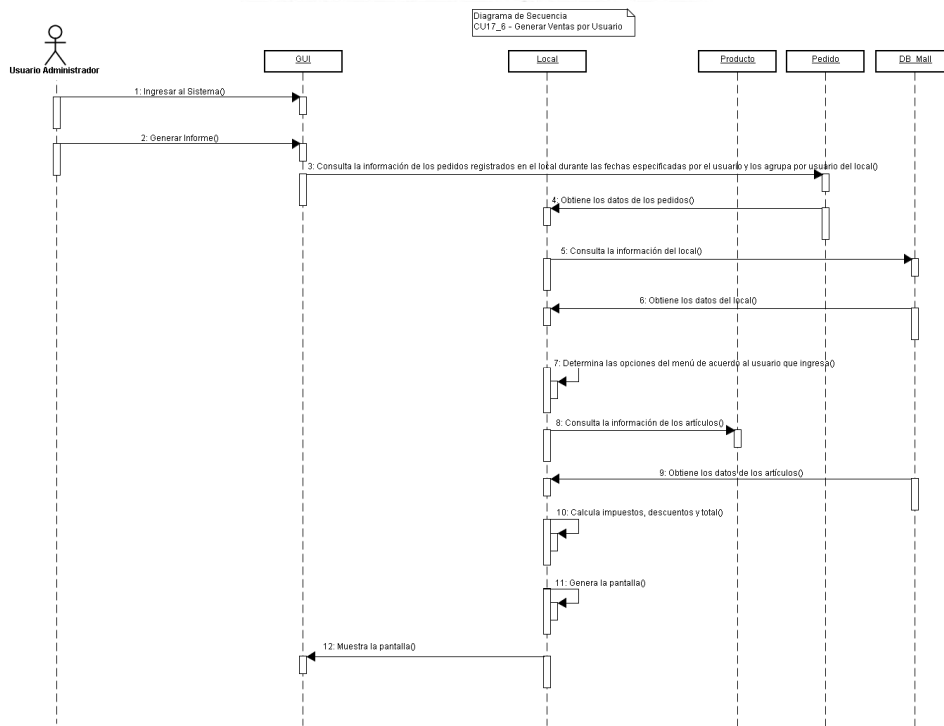 Diagrama de Secuencia
CU17_6 - Generar Ventas por Usuario
Usuario Administrador
GUI
Local
Producto
Pedido
DB_Mall
1: Ingresar al Sistema()
2: Generar Informe()
3: Consulta la información de los pedidos registrados en el local durante las fechas especificadas por el usuario y los agrupa por usuario del local()
4: Obtiene los datos de los pedidos()
5: Consulta la información del local()
6: Obtiene los datos del local()
7: Determina las opciones del menú de acuerdo al usuario que ingresa()
8: Consulta la información de los artículos()
9: Obtiene los datos de los artículos()
10: Calcula impuestos, descuentos y total()
11: Genera la pantalla()
12: Muestra la pantalla()